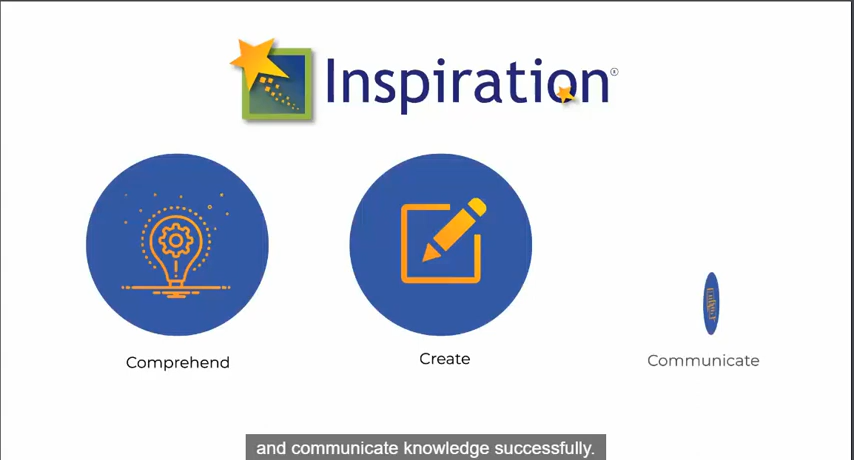 Inspiration®
Comprehend
Create
Communicate
and communicate knowledge successfully.